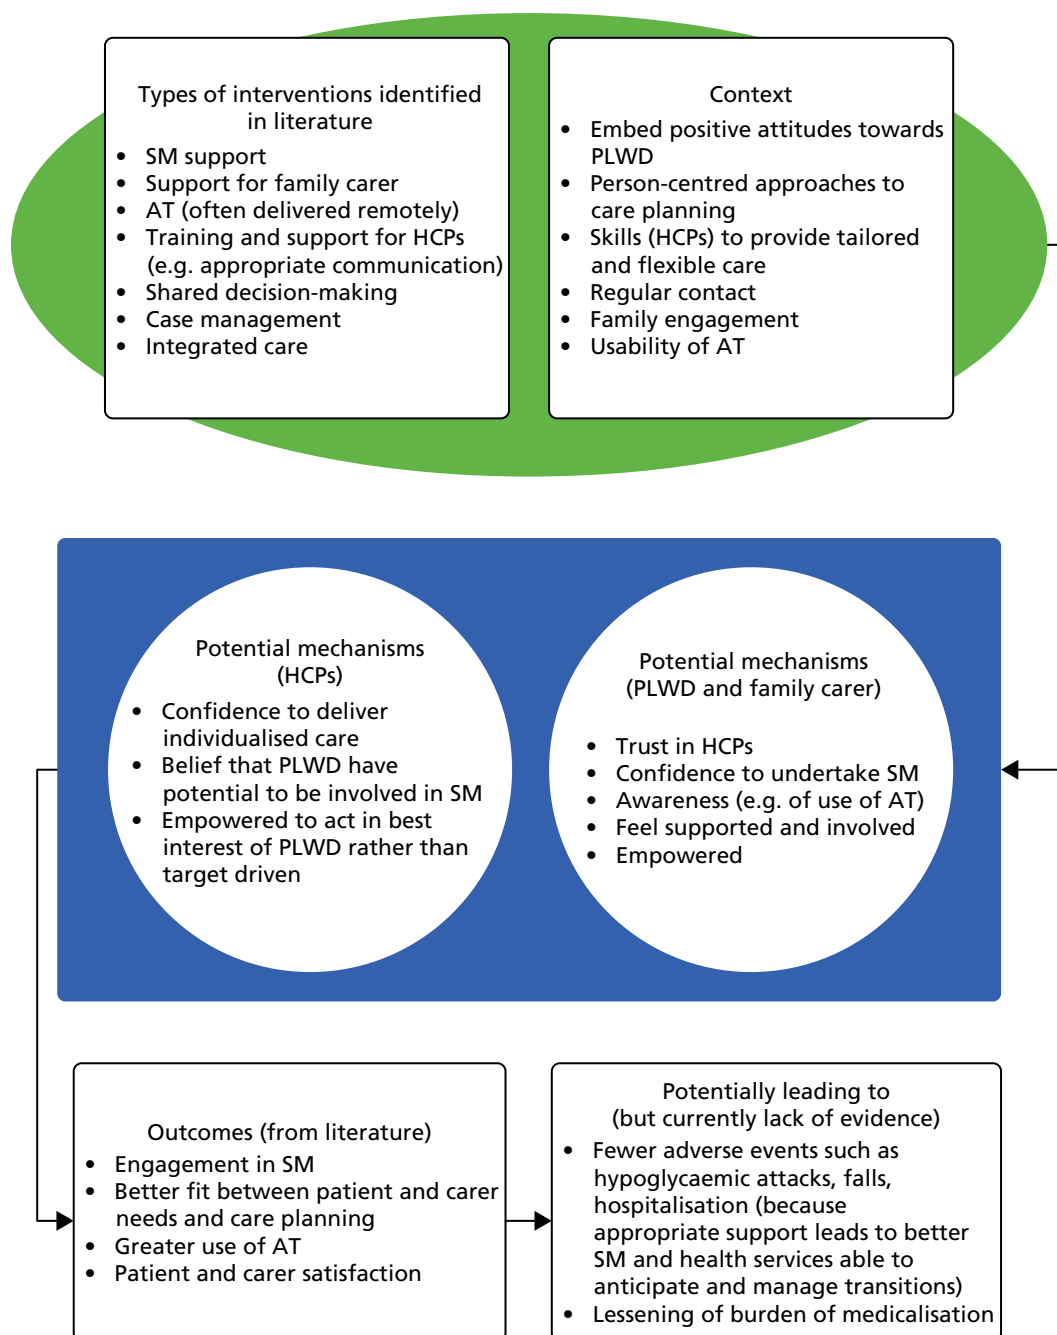 Types of interventions identified
in literature
• SM support
• Support for family carer
• AT (often delivered remotely)
• Training and support for HCPs
(e.g. appropriate communication)
• Shared decision-making
• Case management
• Integrated care
Context
• Embed positive attitudes towards
PLWD
• Person-centred approaches to
care planning
• Skills (HCPs) to provide tailored
and flexible care
• Regular contact
• Family engagement
• Usability of AT
Potential mechanisms
(HCPs)
• Confidence to deliver
individualised care
• Belief that PLWD have
potential to be involved in SM
• Empowered to act in best
interest of PLWD rather than
target driven
Potential mechanisms
(PLWD and family carer)
• Trust in HCPs
• Confidence to undertake SM
• Awareness (e.g. of use of AT)
• Feel supported and involved
• Empowered
Outcomes (from literature)
• Engagement in SM
• Better fit between patient and carer
needs and care planning
• Greater use of AT
• Patient and carer satisfaction
Potentially leading to
(but currently lack of evidence)
• Fewer adverse events such as
hypoglycaemic attacks, falls,
hospitalisation (because
appropriate support leads to better
SM and health services able to
anticipate and manage transitions)
• Lessening of burden of medicalisation